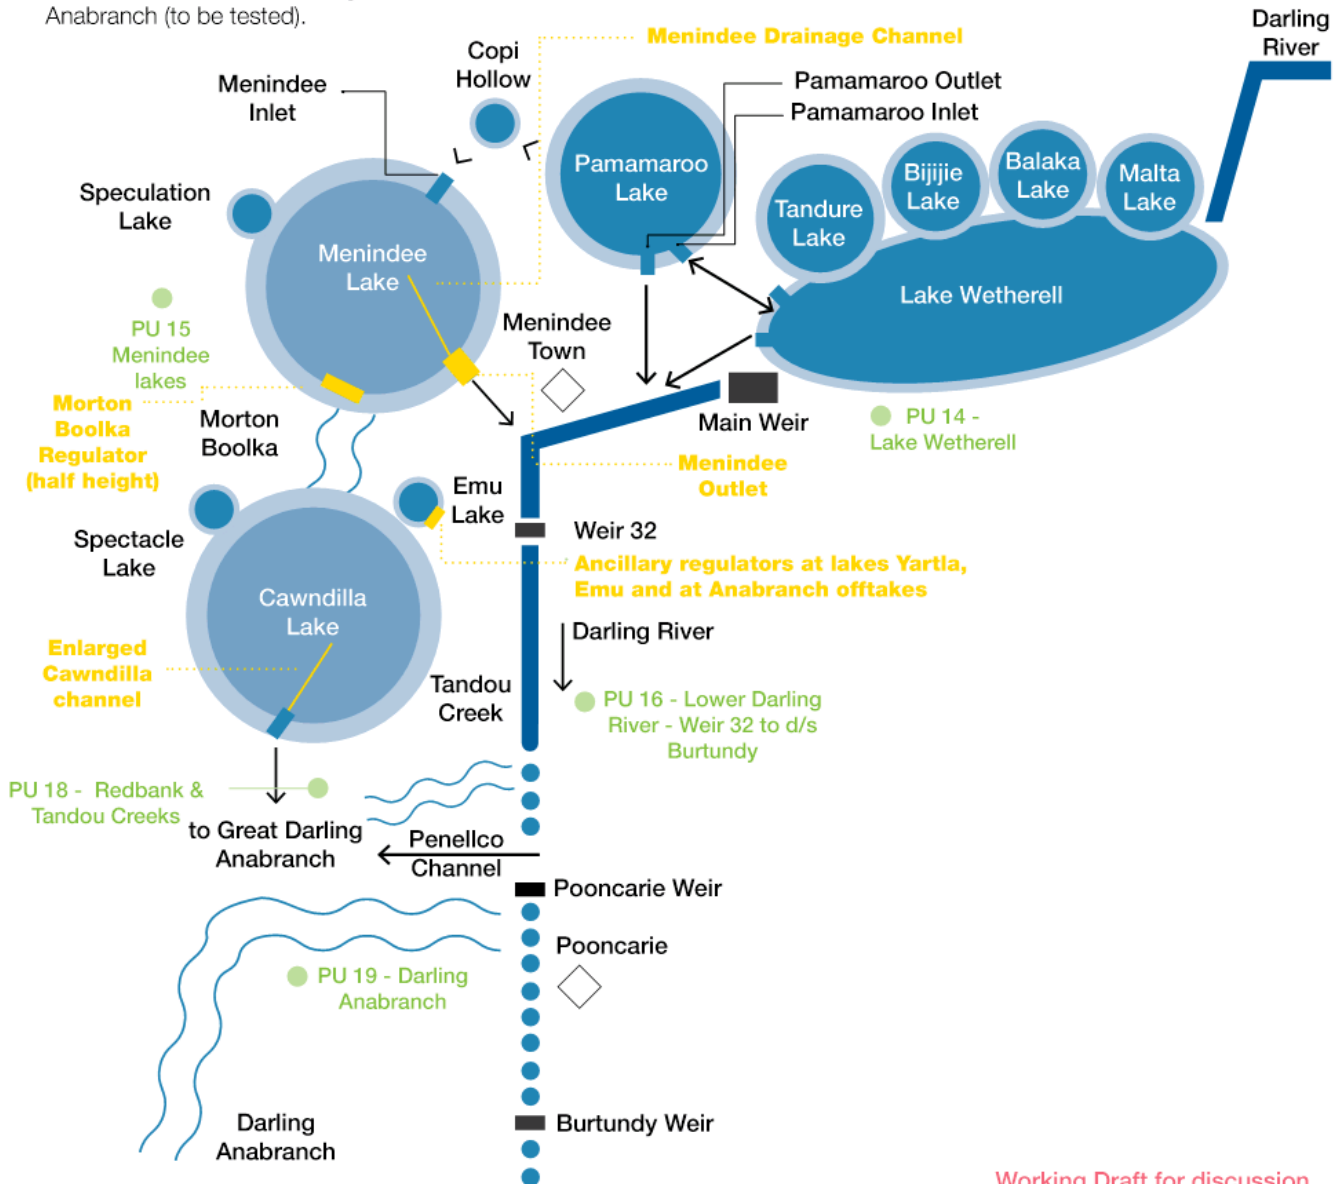 Anabranch (to be tested).
Darling
River
Menindee Drainage Channel
Copi
Hollow
Menindee
Inlet
Pamamaroo Outlet
Pamamaroo Inlet
Pamamaroo
Lake
Tandure
Lake
Bijijie
Lake
Balaka
Lake
Malta
Lake
Speculation
Lake
Menindee
Lake
Lake Wetherell
PU 15
Menindee
lakes
Menindee
Town
Morton
Boolka
Regulator
(half height)
Morton
Boolka
Main Weir
PU 14 -
Lake Wetherell
Menindee
Outlet
Emu
Lake
Weir 32
Spectacle
Lake
Ancillary regulators at lakes Yartla,
Emu and at Anabranch offtakes
Cawndilla
Lake
Darling River
Enlarged
Cawndilla
channel
Tandou
Creek
PU 16 - Lower Darling
River - Weir 32 to d/s
Burtundy
PU 18 - Redbank &
Tandou Creeks
to Great Darling
Anabranch
Penellco
Channel
Pooncarie Weir
Pooncarie
PU 19 - Darling
Anabranch
Darling
Anabranch
Burtundy Weir
Working Draft for discussion